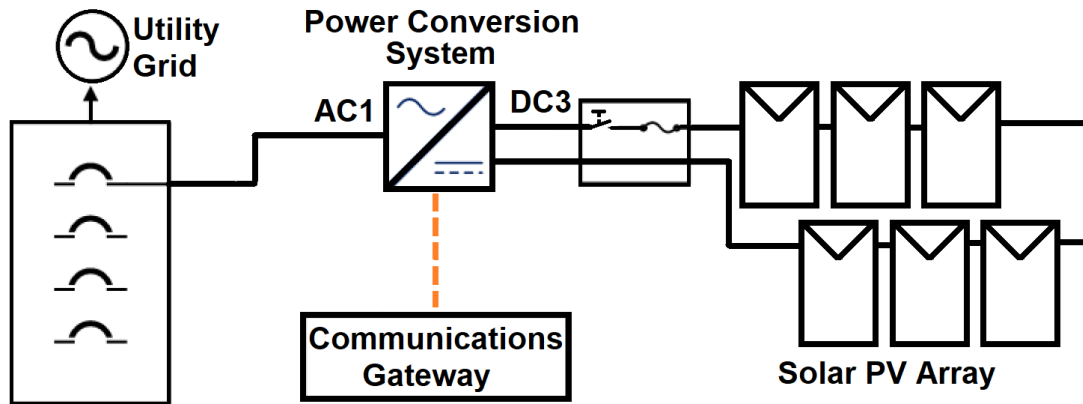 Utility
Grid
Power Conversion
System
AC1
DC3
Communications
Gateway
Solar PV Array